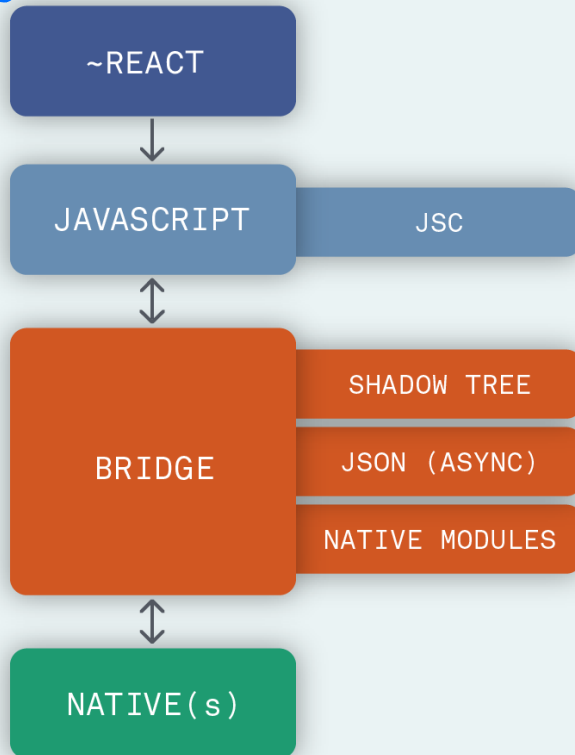 ~REACT
JAVASCRIPT
JSC
SHADOW TREE
BRIDGE
JSON (ASYNC)
NATIVE MODULES
NATIVE(s)